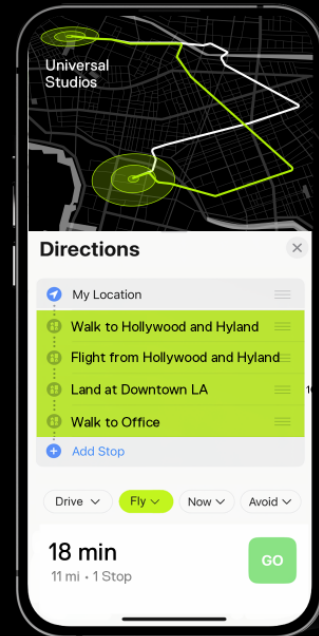 Universal
Studios
Directions
My Location
Walk to Hollywood and Hyland
Flight from Hollywood and Hyland
Land at Downtown LA
Walk to Office
Add Stop
Drive
Fly
Now
Avoid
18 min
11 mi • 1 Stop
GO